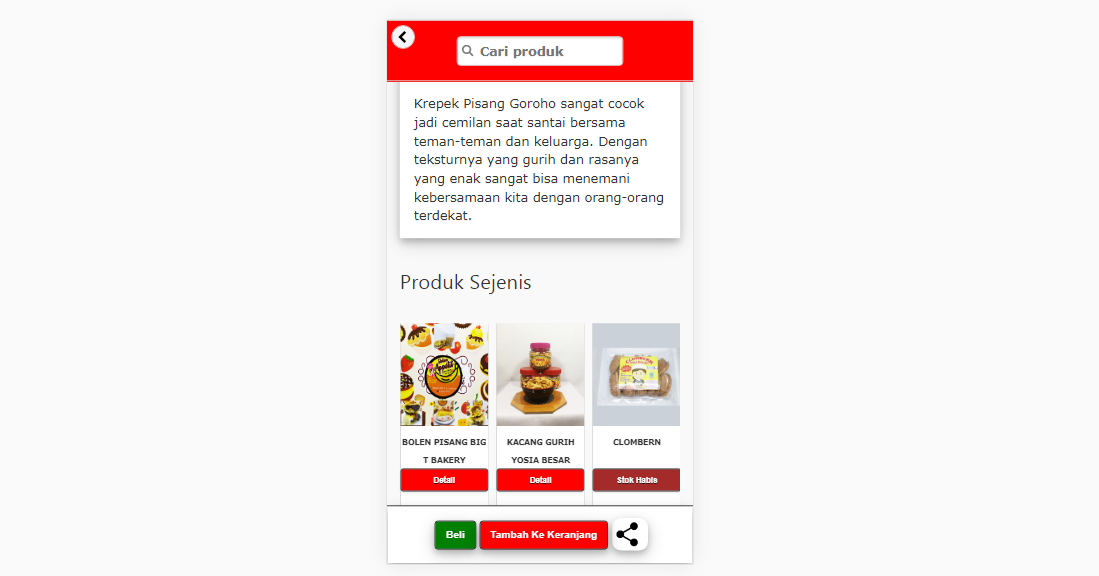 Cari produk
Krepek Pisang Goroho sangat cocok
jadi cemilan saat santai bersama
teman-teman dan keluarga. Dengan
teksturnya yang gurih dan rasanya
yang enak sangat bisa menemani
kebersamaan kita dengan orang-orang
terdekat.
Produk Sejenis
BOLEN PISANG BIG
T BAKERY
Detail
KACANG GURIH
YOSIA BESAR
Detail
CLOMBERN
Stok Habis
Beli
Tambah Ke Keranjang